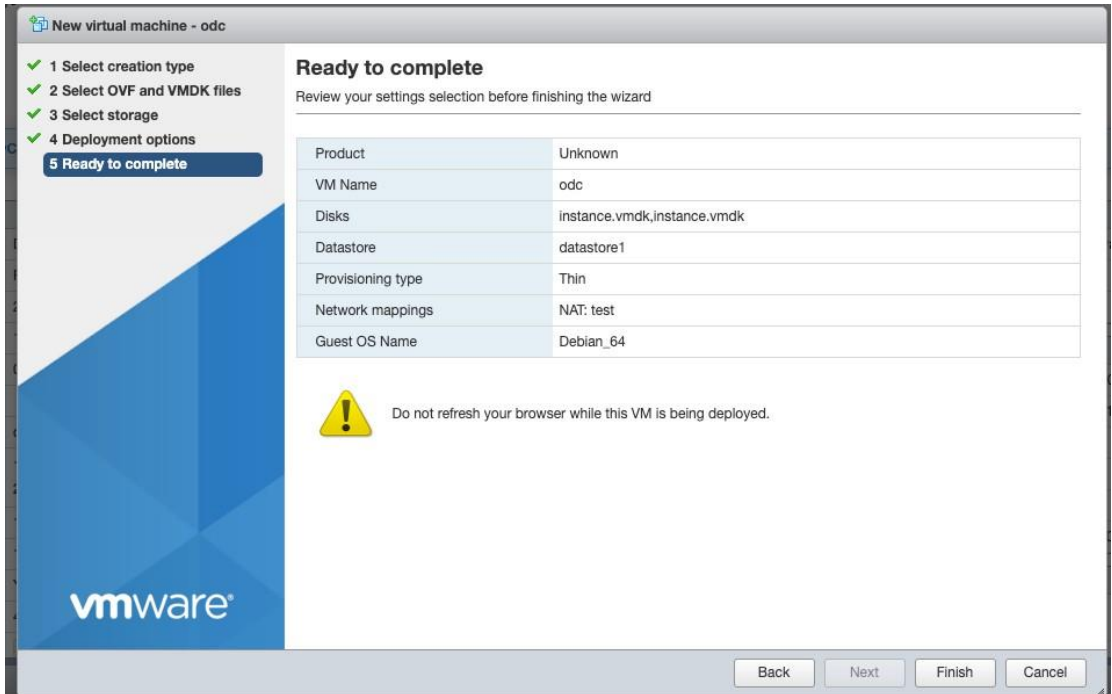 New virtual machine - odc
1 Select creation type
2 Select OVF and VMDK files
3 Select storage
4 Deployment options
5 Ready to complete
Ready to complete
Review your settings selection before finishing the wizard
Product Unknown
VM Name odc
Disks instance.vmdk,instance.vmdk
Datastore datastore1
Provisioning type Thin
Network mappings NAT: test
Guest OS Name Debian_64
Do not refresh your browser while this VM is being deployed.
vmware®
Back Next Finish Cancel